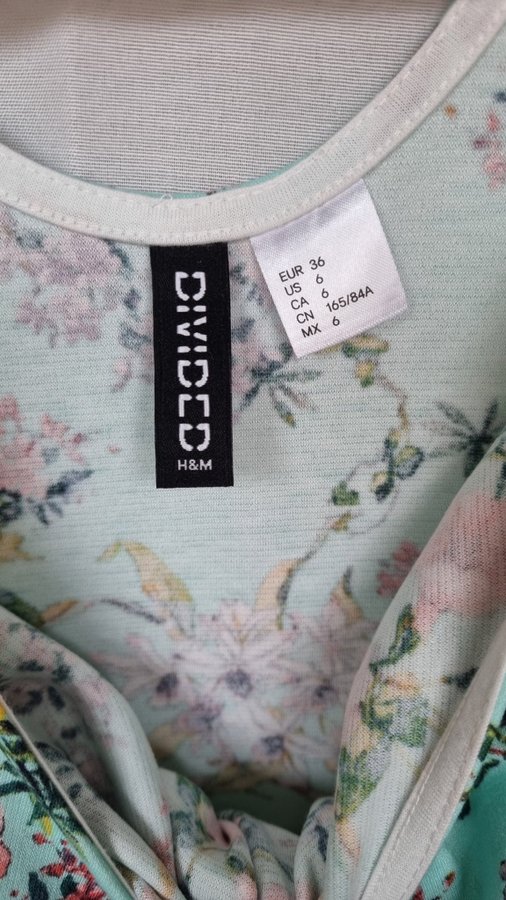 DIVIDED
H&M
EUR 36
US 6
CA 6
CN 165/84A
MX 6